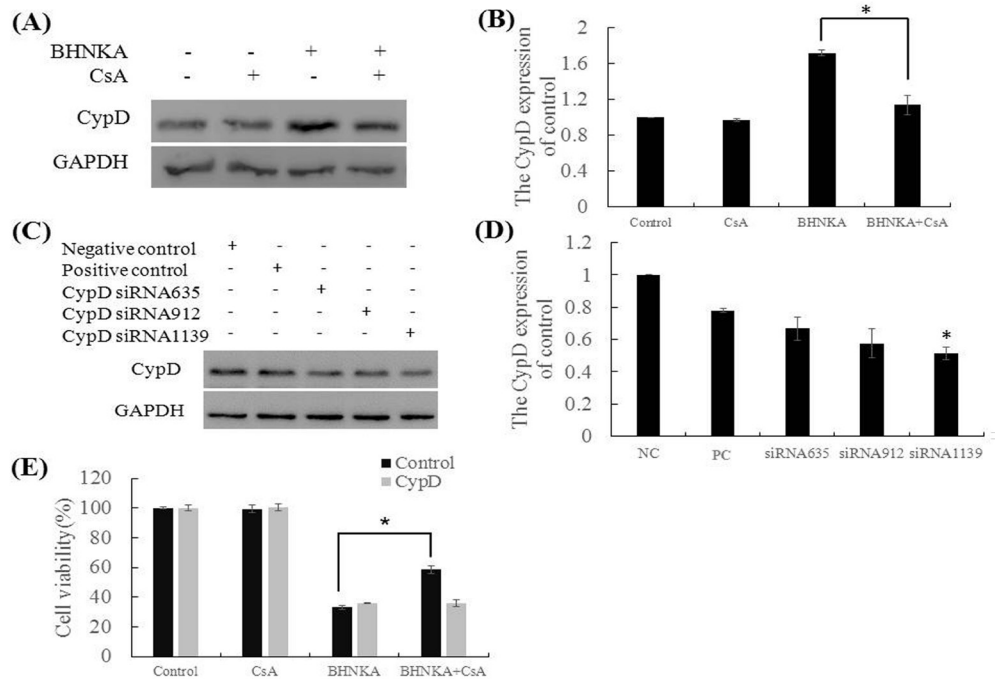 (A)
BHNKA - - + +
CsA - + - +
CypD
GAPDH
(B)
The CypD expression
of control
2
1.6
1.2
0.8
0.4
0
*
Control CsA BHNKA BHNKA+CsA
(C)
Negative control + - - - -
Positive control - + - - -
CypD siRNA635 - - + - -
CypD siRNA912 - - - + -
CypD siRNA1139 - - - - +
CypD
GAPDH
(D)
The CypD expression
of control
1.2
1
0.8
0.6
0.4
0.2
0
*
NC PC siRNA635 siRNA912 siRNA1139
(E)
Control
CypD
Cell viability(%)
120
100
80
60
40
20
0
*
Control CsA BHNKA BHNKA+CsA